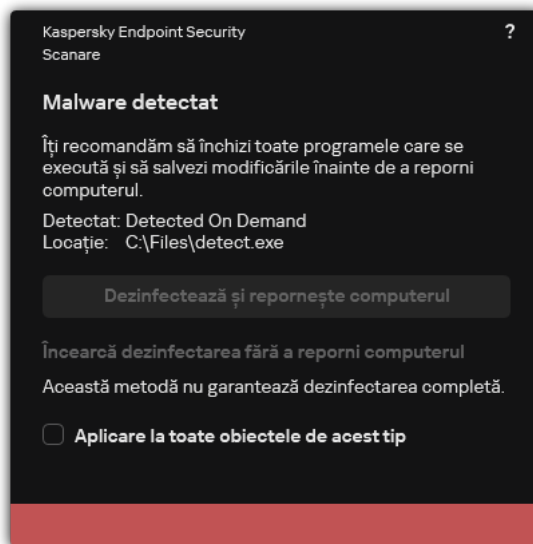 Kaspersky Endpoint Security
?
Scanare
Malware detectat
Îți recomandăm să închizi toate programele care se
execută și să salvezi modificările înainte de a reporni
computerul.
Detectat: Detected On Demand
Locație: C:\Files\detect.exe
Dezinfectează și repornește computerul
Încearcă dezinfectarea fără a reporni computerul
Această metodă nu garantează dezinfectarea completă.
Aplicare la toate obiectele de acest tip